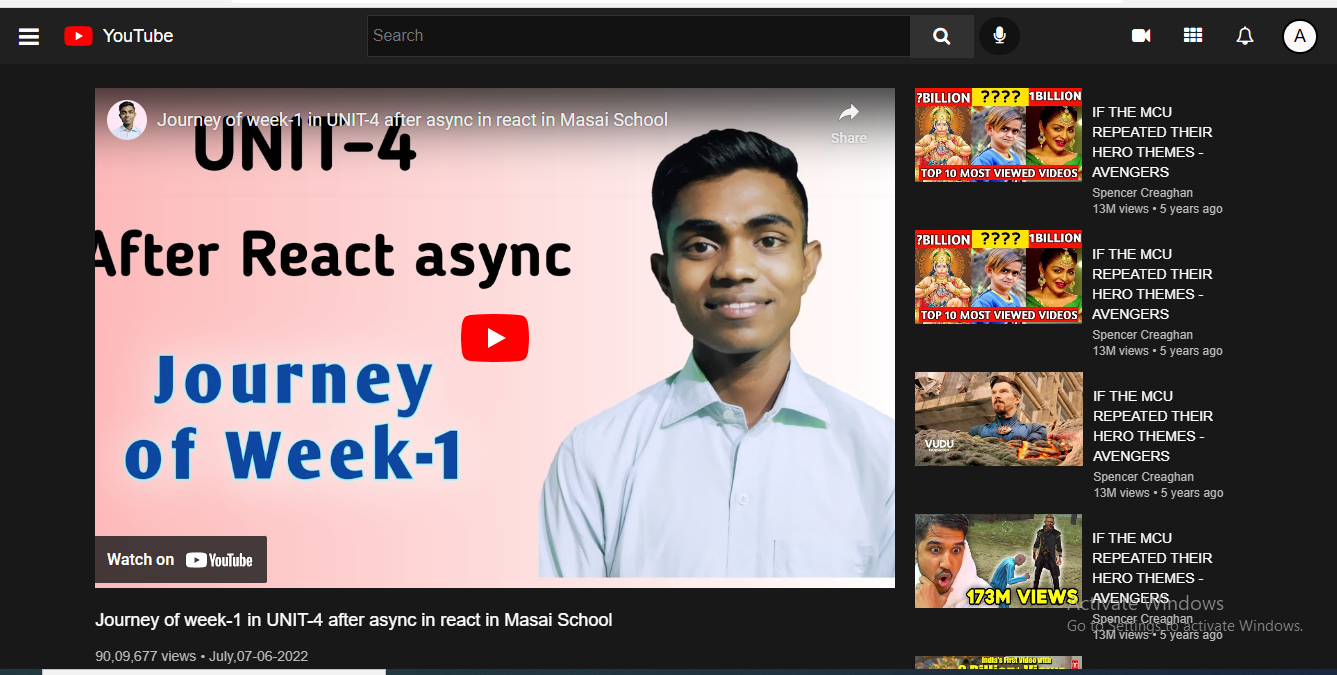 YouTube
Search
A
Journey of week-1 in UNIT-4 after async in react in Masai School
Share
UNIT-4
After React async
Journey
of Week-1
Watch on YouTube
Journey of week-1 in UNIT-4 after async in react in Masai School
90,09,677 views • July,07-06-2022
?BILLION ???? 1BILLION
TOP 10 MOST VIEWED VIDEOS
IF THE MCU
REPEATED THEIR
HERO THEMES -
AVENGERS
Spencer Creaghan
13M views • 5 years ago
?BILLION ???? 1BILLION
TOP 10 MOST VIEWED VIDEOS
IF THE MCU
REPEATED THEIR
HERO THEMES -
AVENGERS
Spencer Creaghan
13M views • 5 years ago
VUDU
IF THE MCU
REPEATED THEIR
HERO THEMES -
AVENGERS
Spencer Creaghan
13M views • 5 years ago
173M VIEWS
IF THE MCU
REPEATED THEIR
HERO THEMES -
AVENGERS
Spencer Creaghan
13M views • 5 years ago
Activate Windows
Go to Settings to activate Windows.
India's First Video with